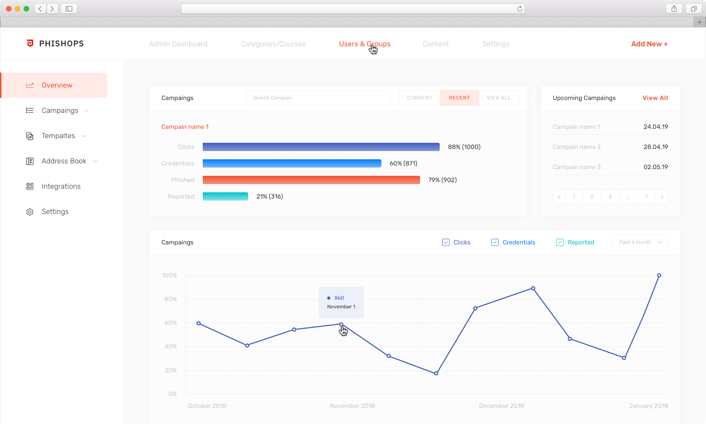 PHISHOPS
Admin Dashboard
Categories/Courses
Users & Groups
Content
Settings
Add New +
Overview
Campaings
Tempaltes
Address Book
Integrations
Settings
Campaings
Search Campain
CURRENT
RECENT
VIEW ALL
Campain name 1
Clicks
88% (1000)
Credentials
60% (871)
Phished
79% (902)
Reported
21% (316)
Upcoming Campaings
View All
Campain name 1
24.04.19
Campain name 2
28.04.19
Campain name 3
02.05.19
< 1 2 3 ... 7 >
Campaings
Clicks
Credentials
Reported
Past 4 month
100%
80%
60%
40%
20%
0%
860
November 1
October 2018
November 2018
December 2018
January 2018